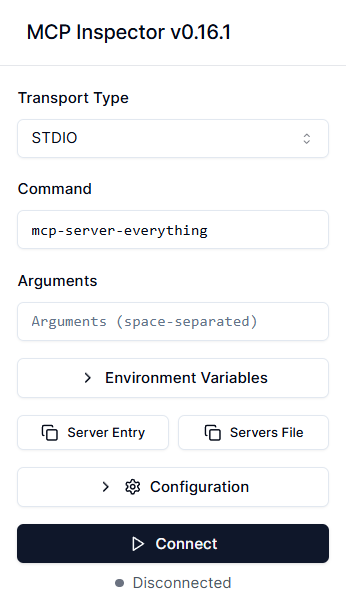 MCP Inspector v0.16.1
Transport Type
STDIO
Command
mcp-server-everything
Arguments
Arguments (space-separated)
Environment Variables
Server Entry
Servers File
Configuration
Connect
Disconnected